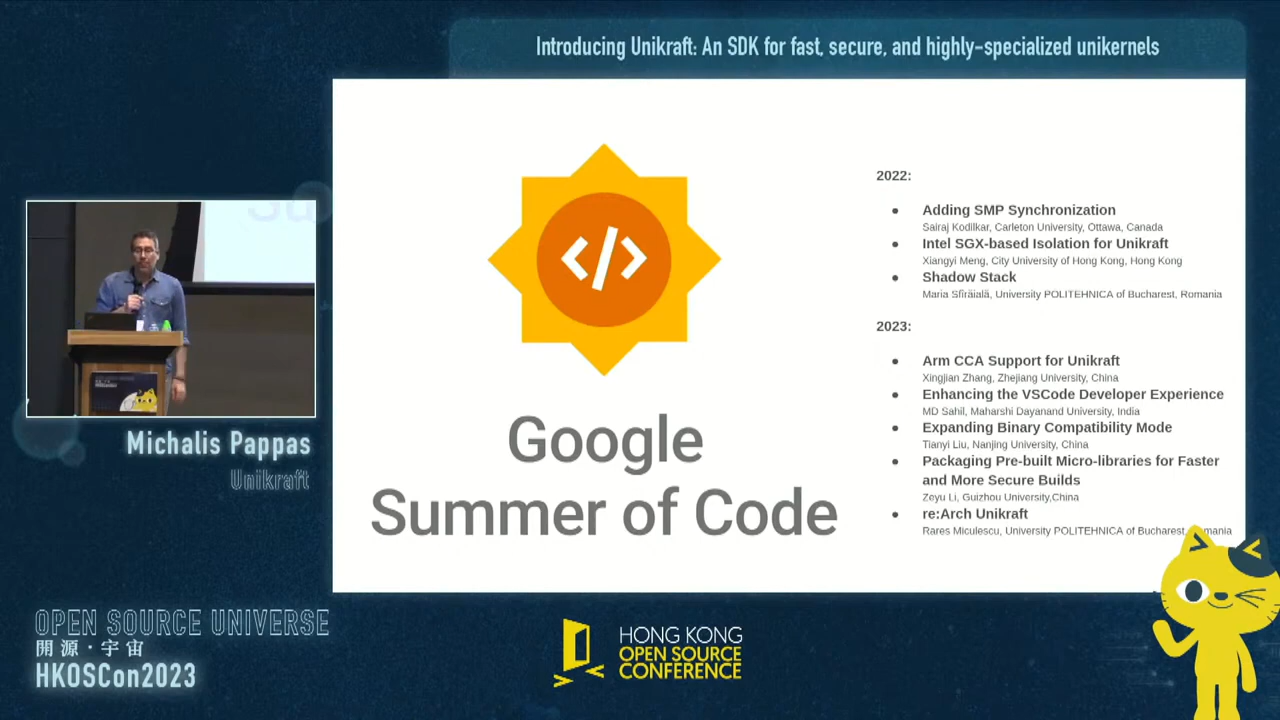 Introducing Unikraft: An SDK for fast, secure, and highly-specialized unikernels
</>
Google
Summer of Code
2022:
Adding SMP Synchronization
Sairaj Kodilkar, Carleton University, Ottawa, Canada
Intel SGX-based Isolation for Unikraft
Xiangyi Meng, City University of Hong Kong, Hong Kong
Shadow Stack
Maria Sfîrăială, University POLITEHNICA of Bucharest, Romania
2023:
Arm CCA Support for Unikraft
Xingjian Zhang, Zhejiang University, China
Enhancing the VSCode Developer Experience
MD Sahil, Maharshi Dayanand University, India
Expanding Binary Compatibility Mode
Tianyi Liu, Nanjing University, China
Packaging Pre-built Micro-libraries for Faster
and More Secure Builds
Zeyu Li, Guizhou University,China
re:Arch Unikraft
Rares Miculescu, University POLITEHNICA of Bucharest,
Michalis Pappas
Unikraft
OPEN SOURCE UNIVERSE
開源・宇宙
HKOSCon2023
HONG KONG
OPEN SOURCE
CONFERENCE